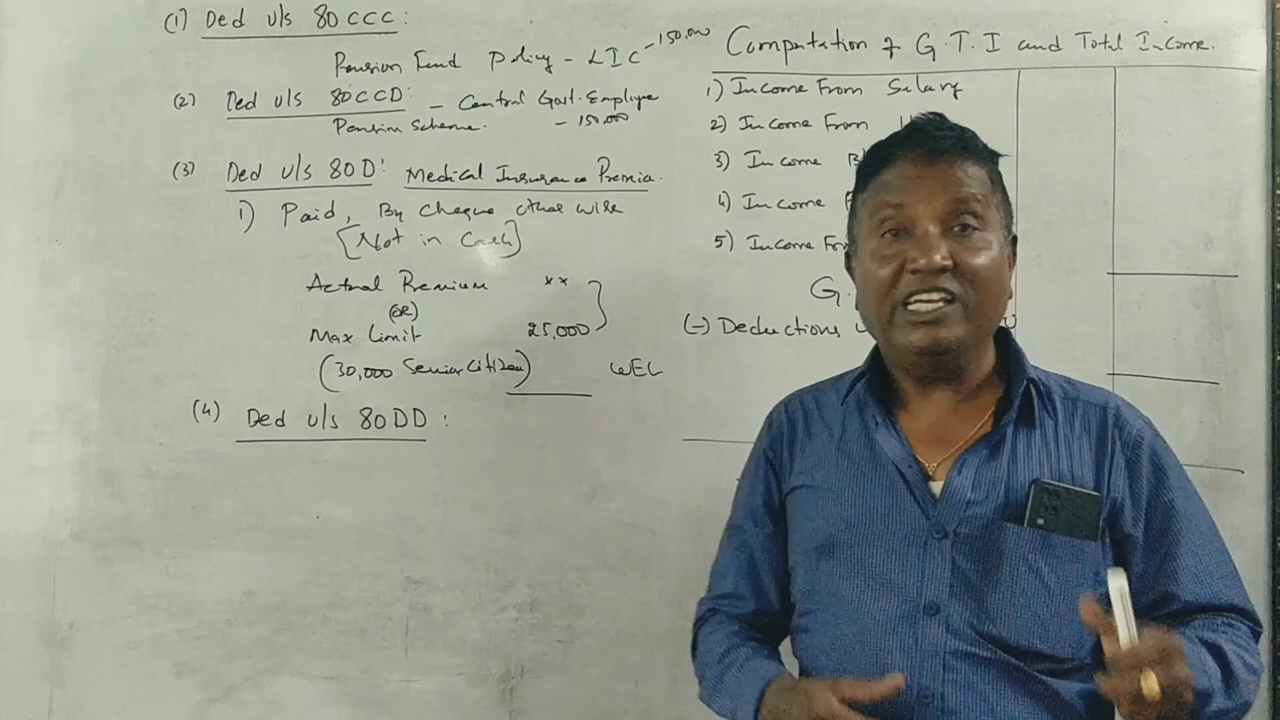 (1) Ded u/s 80CCC:
Pension Fund Policy - LIC -150,000
(2) Ded u/s 80CCD: - Central Govt. Employee
Pension Scheme. - 150,000
(3) Ded u/s 80D: Medical Insurance Premia.
1) Paid, By Cheque other wise
[Not in Cash]
Actual Premium xx
(OR)
Max Limit 25,000
(30,000 Senior Citizen) WEL
(4) Ded u/s 80DD:
Computation of G.T.I and Total Income.
1) Income From Salary
2) Income From
3) Income
4) Income
5) Income
G.
(-) Deductions